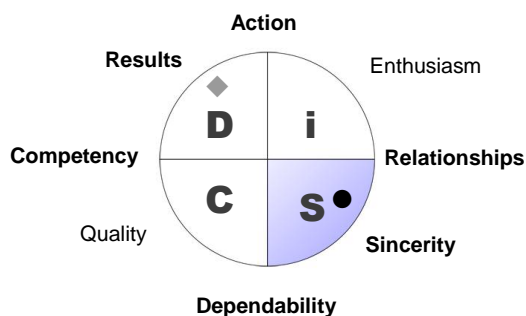 Action
Results
Enthusiasm
D
i
Competency
Relationships
C
S
Quality
Sincerity
Dependability